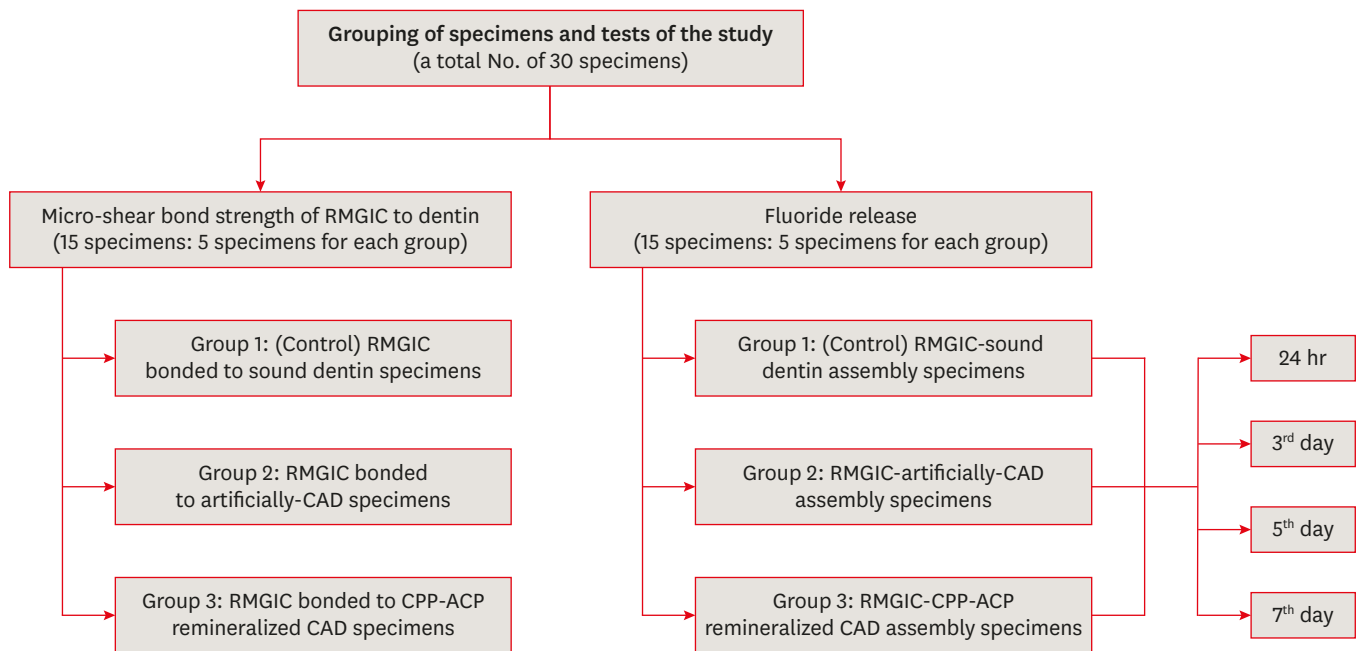 Grouping of specimens and tests of the study
(a total No. of 30 specimens)
Micro-shear bond strength of RMGIC to dentin
(15 specimens: 5 specimens for each group)
Group 1: (Control) RMGIC
bonded to sound dentin specimens
Group 2: RMGIC bonded
to artificially-CAD specimens
Group 3: RMGIC bonded to CPP-ACP
remineralized CAD specimens
Fluoride release
(15 specimens: 5 specimens for each group)
Group 1: (Control) RMGIC-sound
dentin assembly specimens
Group 2: RMGIC-artificially-CAD
assembly specimens
Group 3: RMGIC-CPP-ACP
remineralized CAD assembly specimens
24 hr
3rd day
5th day
7th day